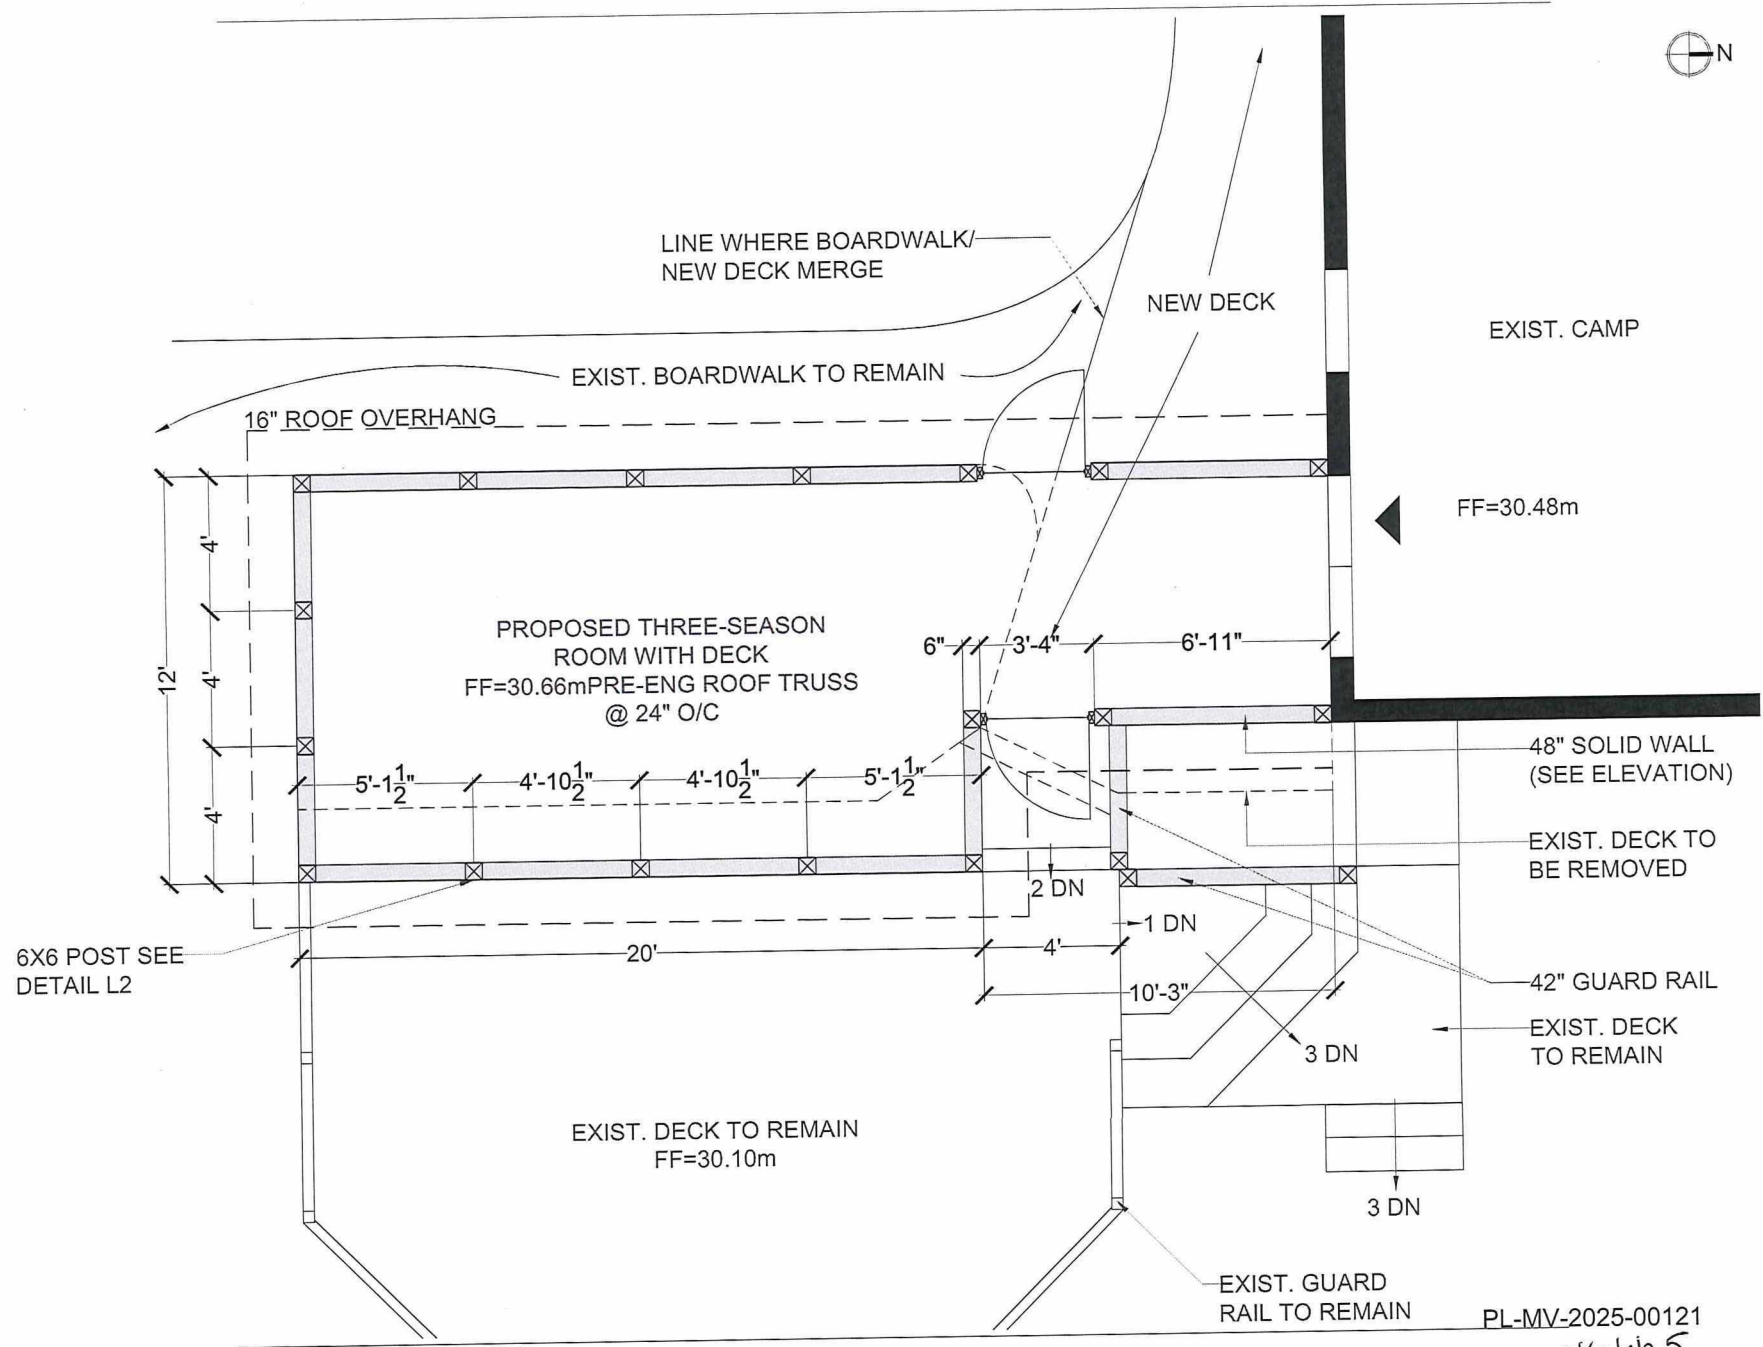 N
LINE WHERE BOARDWALK/
NEW DECK MERGE
NEW DECK
EXIST. CAMP
EXIST. BOARDWALK TO REMAIN
16" ROOF OVERHANG
FF=30.48m
4'
12'
4'
4'
PROPOSED THREE-SEASON
ROOM WITH DECK
FF=30.66mPRE-ENG ROOF TRUSS
@ 24" O/C
6"
3'-4"
6'-11"
5'-1 1/2"
4'-10 1/2"
4'-10 1/2"
5'-1 1/2"
48" SOLID WALL
(SEE ELEVATION)
EXIST. DECK TO
BE REMOVED
2 DN
1 DN
6X6 POST SEE
DETAIL L2
20'
4'
10'-3"
42" GUARD RAIL
EXIST. DECK
TO REMAIN
3 DN
EXIST. DECK TO REMAIN
FF=30.10m
3 DN
EXIST. GUARD
RAIL TO REMAIN
PL-MV-2025-00121